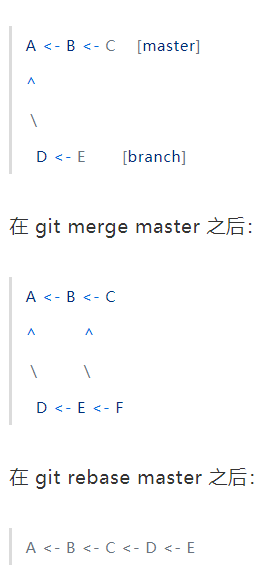 A <- B <- C    [master]
^
\
D <- E       [branch]
在 git merge master 之后：
A <- B <- C
^         ^
\         \
D <- E <- F
在 git rebase master 之后：
A <- B <- C <- D <- E